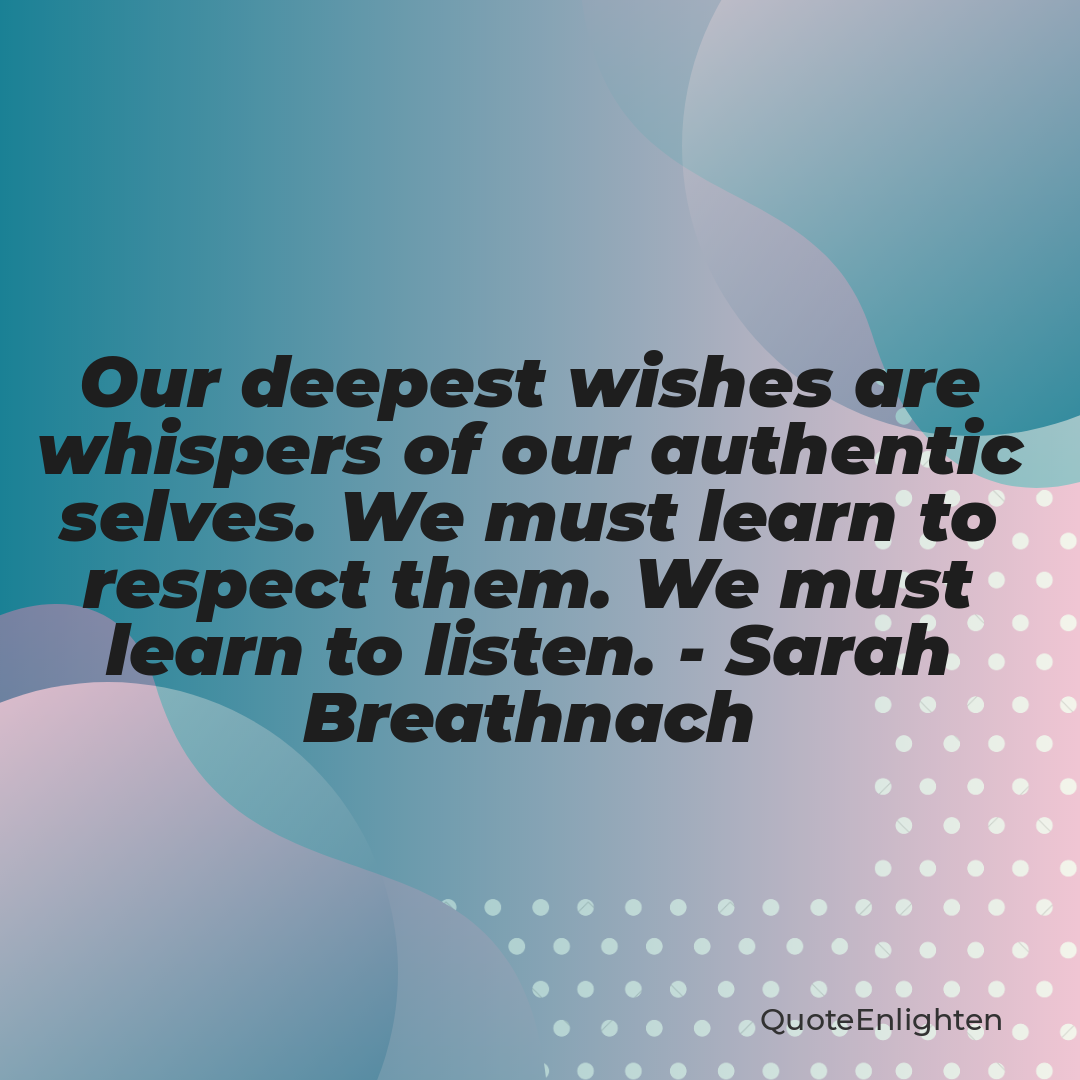 Our deepest wishes are
whispers of our authentic
selves. We must learn to
respect them. We must
learn to listen. - Sarah
Breathnach
QuoteEnlighten